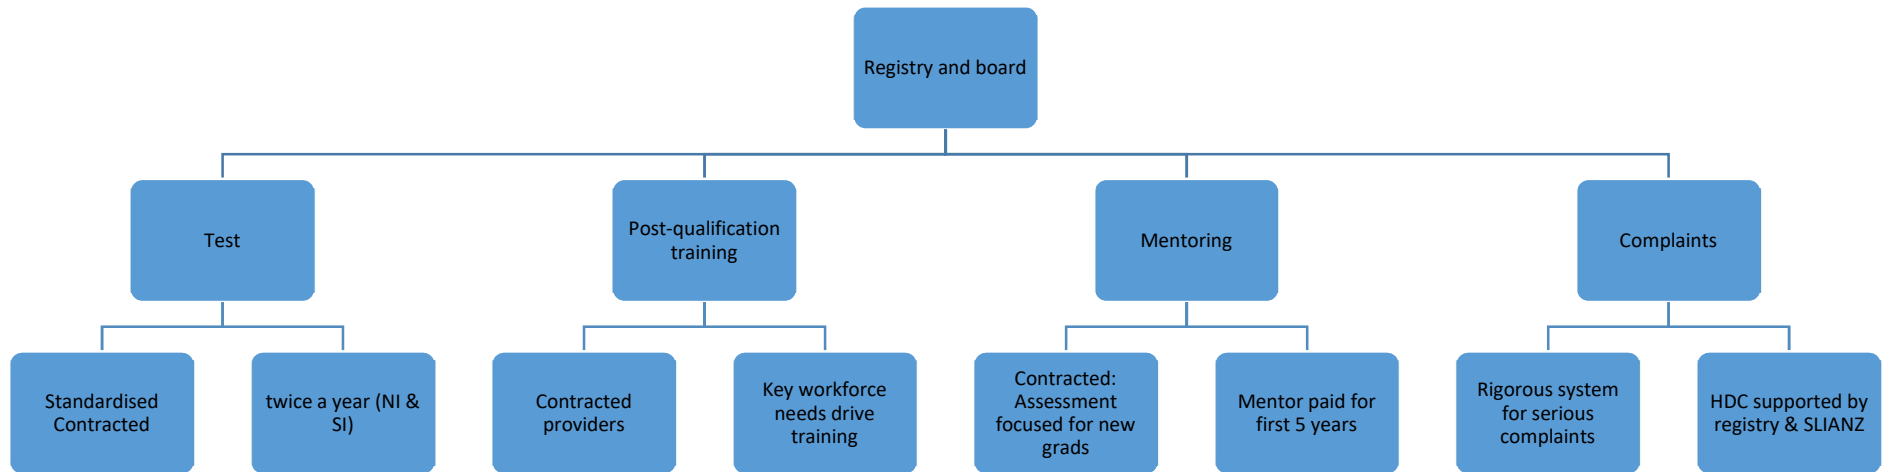 Registry and board
Test
Post-qualification
training
Mentoring
Complaints
Standardised
Contracted
twice a year (NI &
SI)
Contracted
providers
Key workforce
needs drive
training
Contracted:
Assessment
focused for new
grads
Mentor paid for
first 5 years
Rigorous system
for serious
complaints
HDC supported by
registry & SLIANZ